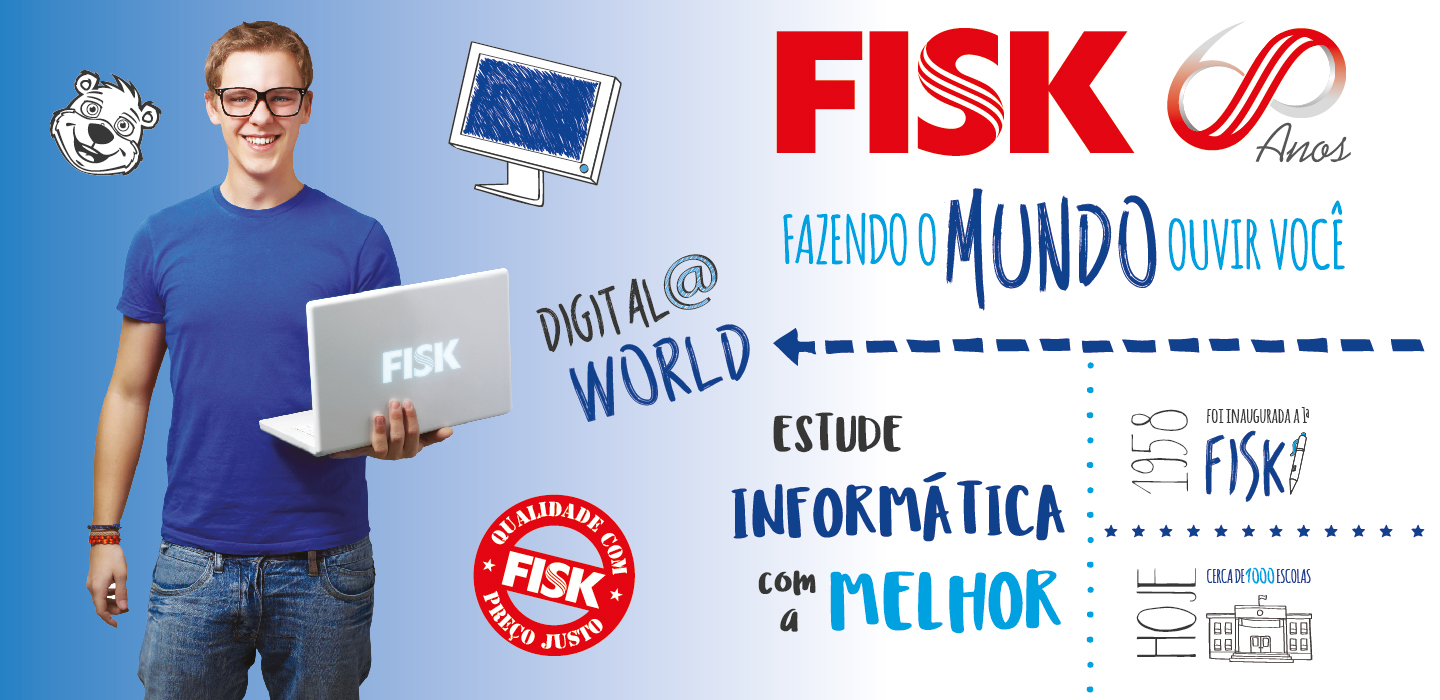 FISK
60 Anos
FAZENDO O MUNDO OUVIR VOCÊ
DIGITAL@
WORLD
FISK
ESTUDE
INFORMÁTICA
com a MELHOR
QUALIDADE COM
FISK
PREÇO JUSTO
1958
FOI INAUGURADA A 1ª
FISK
HOJE
CERCA DE 1000 ESCOLAS